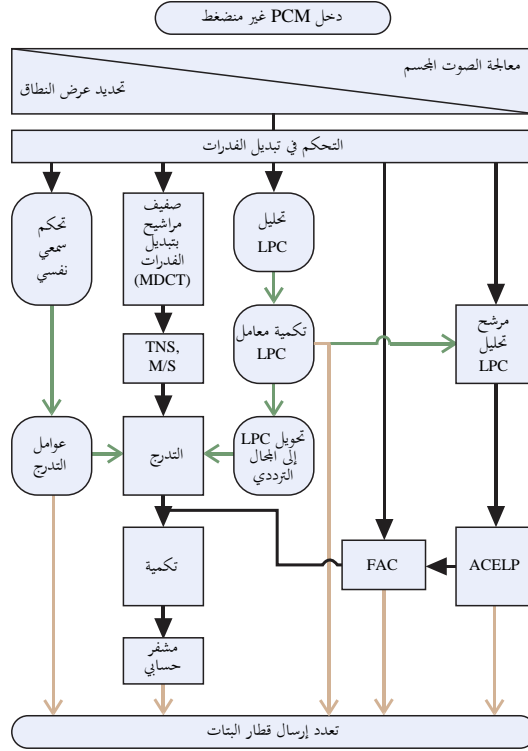 دخل PCM غير منضغط
معالجة الصوت المجسم
تحديد عرض النطاق
التحكم في تبديل الفدرات
تحكم
سمعي
نفسي
صفيف
مراشيح
بتبديل
الفدرات
(MDCT)
تحليل
LPC
TNS,
M/S
تكمية معامل
LPC
مرشح
تحليل
LPC
عوامل
التدرج
التدرج
تحويل LPC
إلى المجال
الترددي
تكمية
FAC
ACELP
مشفر
حسابي
تعدد إرسال قطار البتات